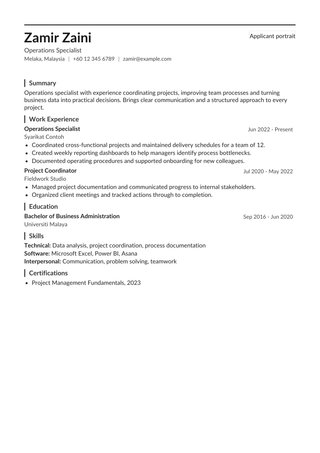 Zamir Zaini
Applicant portrait
Operations Specialist
Melaka, Malaysia | +60 12 345 6789 | zamir@example.com
Summary
Operations specialist with experience coordinating projects, improving team processes and turning
business data into practical decisions. Brings clear communication and a structured approach to every
project.
Work Experience
Operations Specialist Jun 2022 - Present
Syarikat Contoh
• Coordinated cross-functional projects and maintained delivery schedules for a team of 12.
• Created weekly reporting dashboards to help managers identify process bottlenecks.
• Documented operating procedures and supported onboarding for new colleagues.
Project Coordinator Jul 2020 - May 2022
Fieldwork Studio
• Managed project documentation and communicated progress to internal stakeholders.
• Organized client meetings and tracked actions through to completion.
Education
Bachelor of Business Administration Sep 2016 - Jun 2020
Universiti Malaya
Skills
Technical: Data analysis, project coordination, process documentation
Software: Microsoft Excel, Power BI, Asana
Interpersonal: Communication, problem solving, teamwork
Certifications
• Project Management Fundamentals, 2023